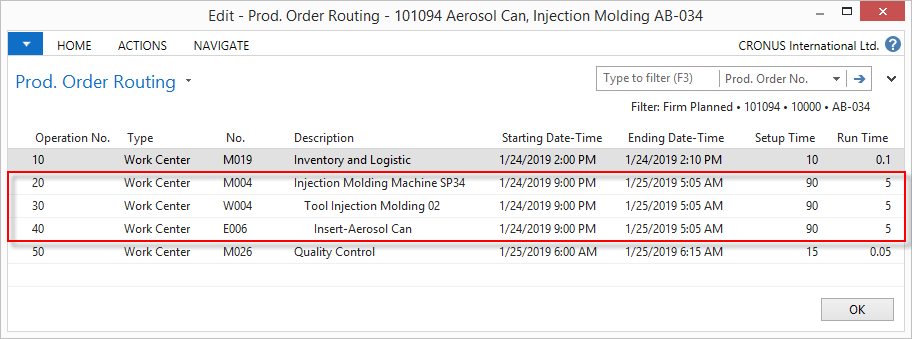 Edit - Prod. Order Routing - 101094 Aerosol Can, Injection Molding AB-034
HOME ACTIONS NAVIGATE CRONUS International Ltd. ?
Prod. Order Routing Type to filter (F3) Prod. Order No.
Filter: Firm Planned • 101094 • 10000 • AB-034
Operation No. Type No. Description Starting Date-Time Ending Date-Time Setup Time Run Time
10 Work Center M019 Inventory and Logistic 1/24/2019 2:00 PM 1/24/2019 2:10 PM 10 0.1
20 Work Center M004 Injection Molding Machine SP34 1/24/2019 9:00 PM 1/25/2019 5:05 AM 90 5
30 Work Center W004 Tool Injection Molding 02 1/24/2019 9:00 PM 1/25/2019 5:05 AM 90 5
40 Work Center E006 Insert-Aerosol Can 1/24/2019 9:00 PM 1/25/2019 5:05 AM 90 5
50 Work Center M026 Quality Control 1/25/2019 6:00 AM 1/25/2019 6:15 AM 15 0.05
OK